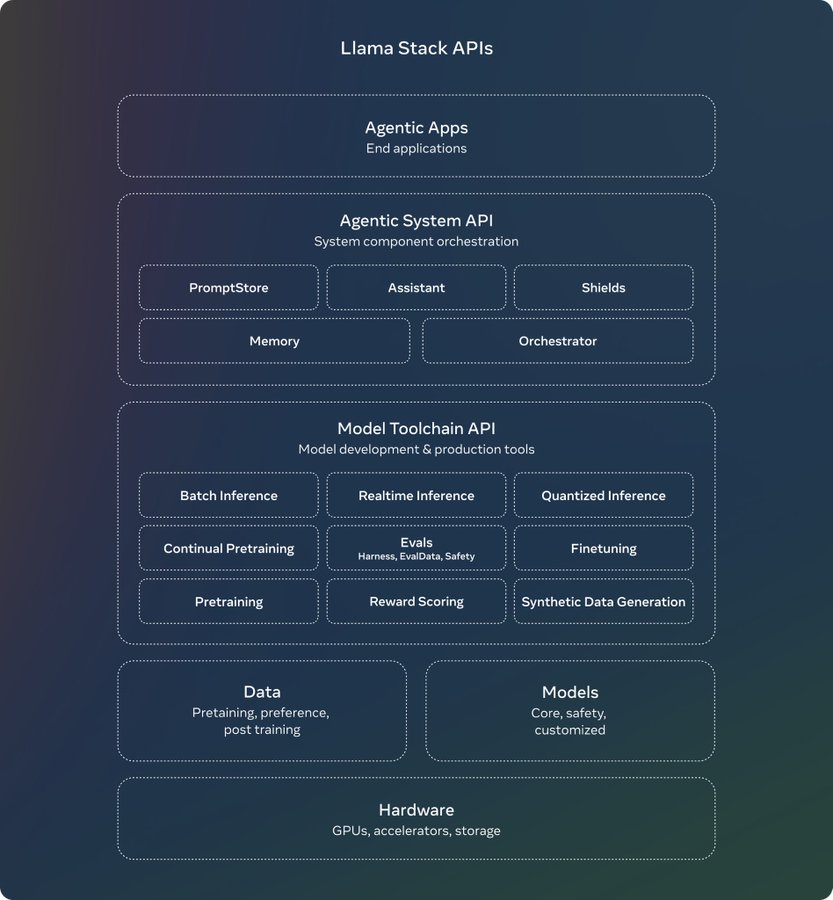 Llama Stack APIs
Agentic Apps
End applications
Agentic System API
System component orchestration
PromptStore
Assistant
Shields
Memory
Orchestrator
Model Toolchain API
Model development & production tools
Batch Inference
Realtime Inference
Quantized Inference
Continual Pretraining
Evals
Harness, EvalData, Safety
Finetuning
Pretraining
Reward Scoring
Synthetic Data Generation
Data
Pretaining, preference,
post training
Models
Core, safety,
customized
Hardware
GPUs, accelerators, storage